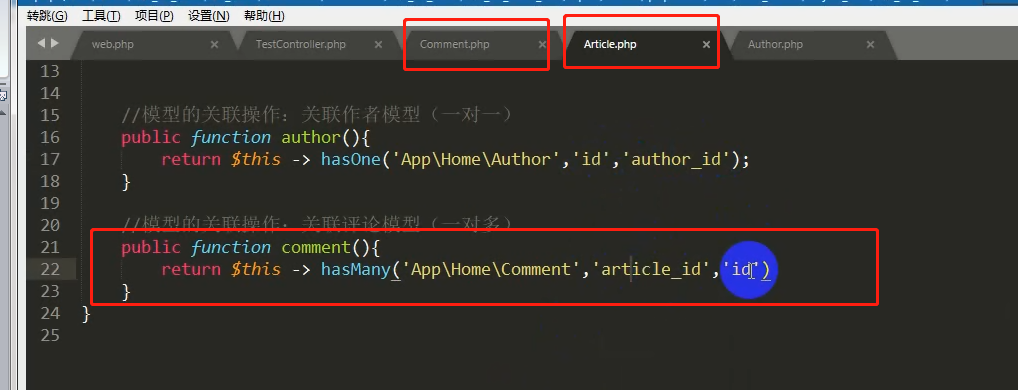 转跳(G) 工具(T) 项目(P) 设置(N) 帮助(H)
web.php × TestController.php × Comment.php × Article.php × Author.php ×
13
14
15 //模型的关联操作：关联作者模型（一对一）
16 public function author(){
17 return $this -> hasOne('App\Home\Author','id','author_id');
18 }
19
20 //模型的关联操作：关联评论模型（一对多）
21 public function comment(){
22 return $this -> hasMany('App\Home\Comment','article_id','id')
23 }
24 }
25